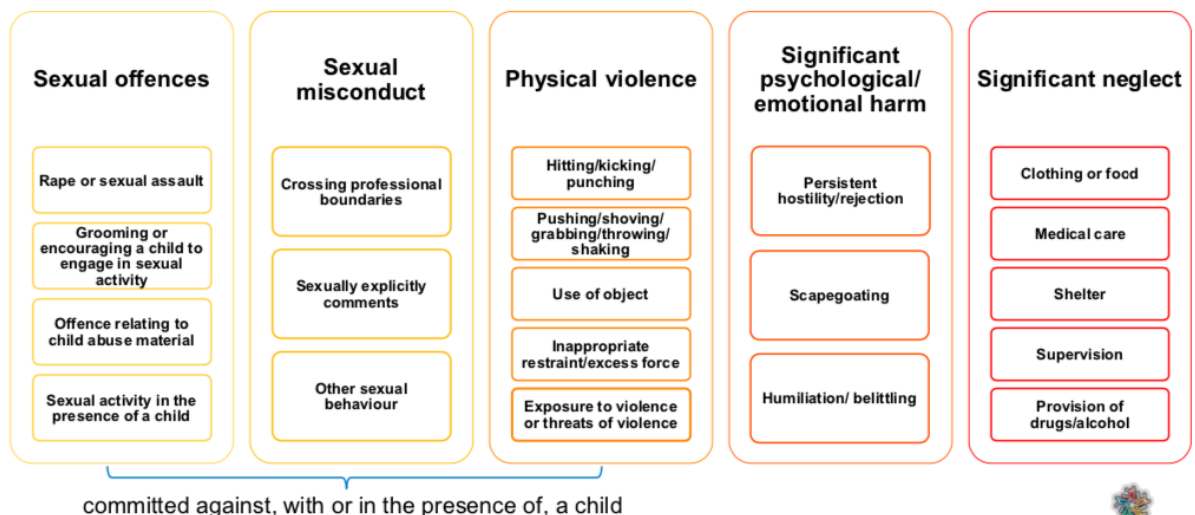 Sexual offences
Rape or sexual assault
Grooming or
encouraging a child to
engage in sexual
activity
Offence relating to
child abuse material
Sexual activity in the
presence of a child
Sexual
misconduct
Crossing professional
boundaries
Sexually explicitly
comments
Other sexual
behaviour
Physical violence
Hitting/kicking/
punching
Pushing/shoving/
grabbing/throwing/
shaking
Use of object
Inappropriate
restraint/excess force
Exposure to violence
or threats of violence
Significant
psychological/
emotional harm
Persistent
hostility/rejection
Scapegoating
Humiliation/ belittling
Significant neglect
Clothing or food
Medical care
Shelter
Supervision
Provision of
drugs/alcohol
committed against, with or in the presence of, a child